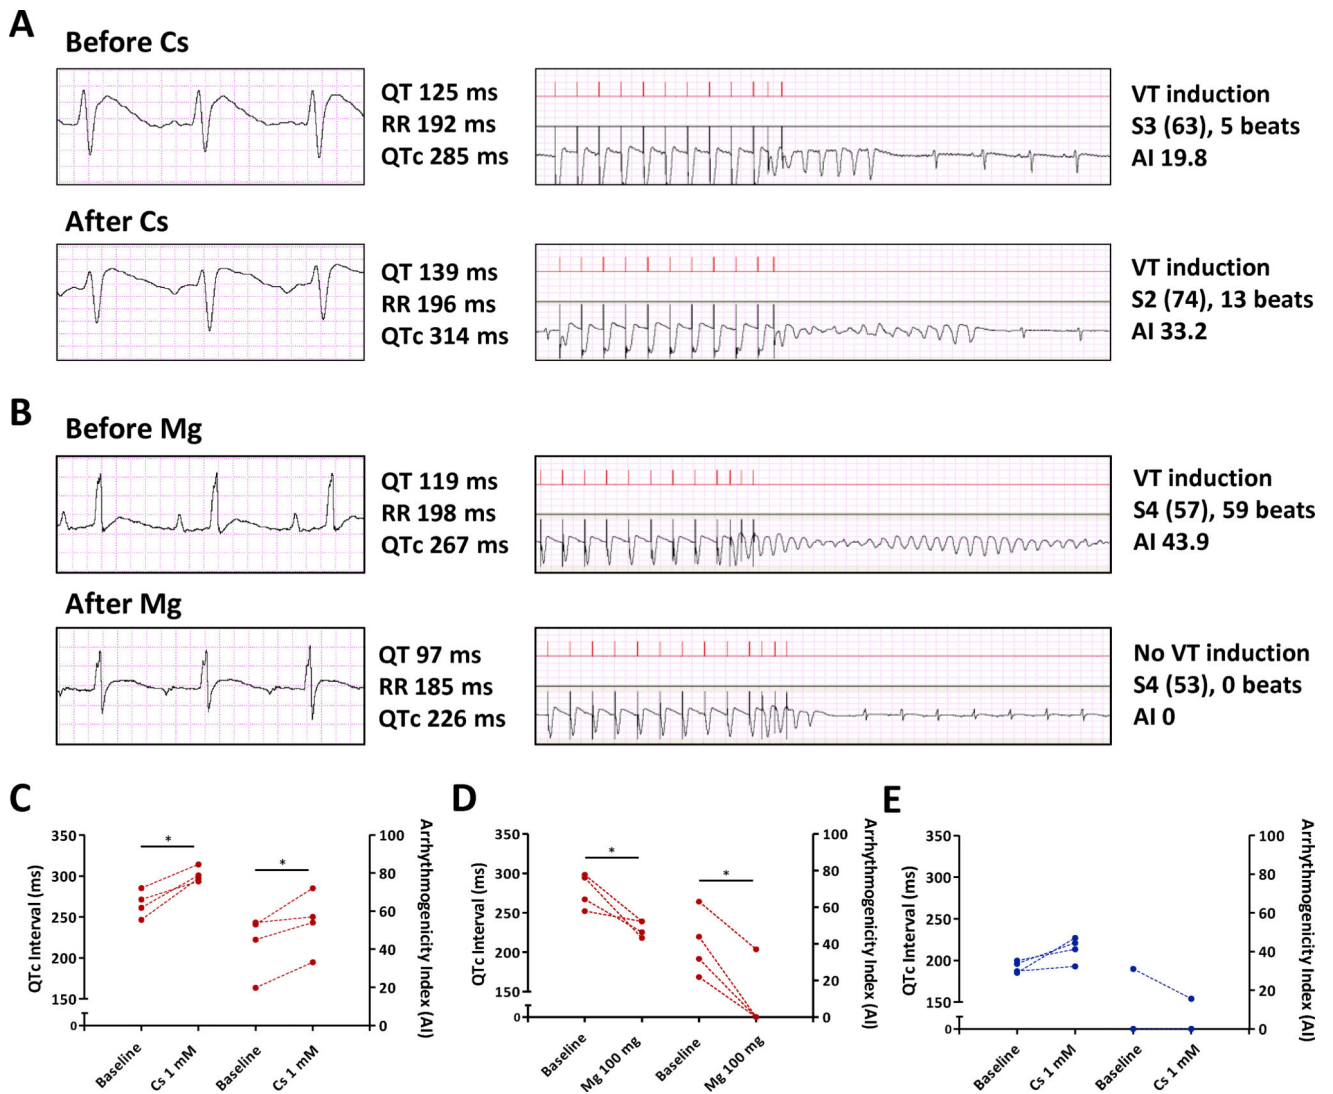 A
Before Cs
QT 125 ms
RR 192 ms
QTc 285 ms
VT induction
S3 (63), 5 beats
AI 19.8
After Cs
QT 139 ms
RR 196 ms
QTc 314 ms
VT induction
S2 (74), 13 beats
AI 33.2
B
Before Mg
QT 119 ms
RR 198 ms
QTc 267 ms
VT induction
S4 (57), 59 beats
AI 43.9
After Mg
QT 97 ms
RR 185 ms
QTc 226 ms
No VT induction
S4 (53), 0 beats
AI 0
C
QTc Interval (ms)
350
300
250
200
150
0
*
*
100
80
60
40
20
0
Arrhythmogenicity Index (AI)
Baseline
Cs 1 mM
Baseline
Cs 1 mM
D
QTc Interval (ms)
350
300
250
200
150
0
*
*
100
80
60
40
20
0
Arrhythmogenicity Index (AI)
Baseline
Mg 100 mg
Baseline
Mg 100 mg
E
QTc Interval (ms)
350
300
250
200
150
0
100
80
60
40
20
0
Arrhythmogenicity Index (AI)
Baseline
Cs 1 mM
Baseline
Cs 1 mM